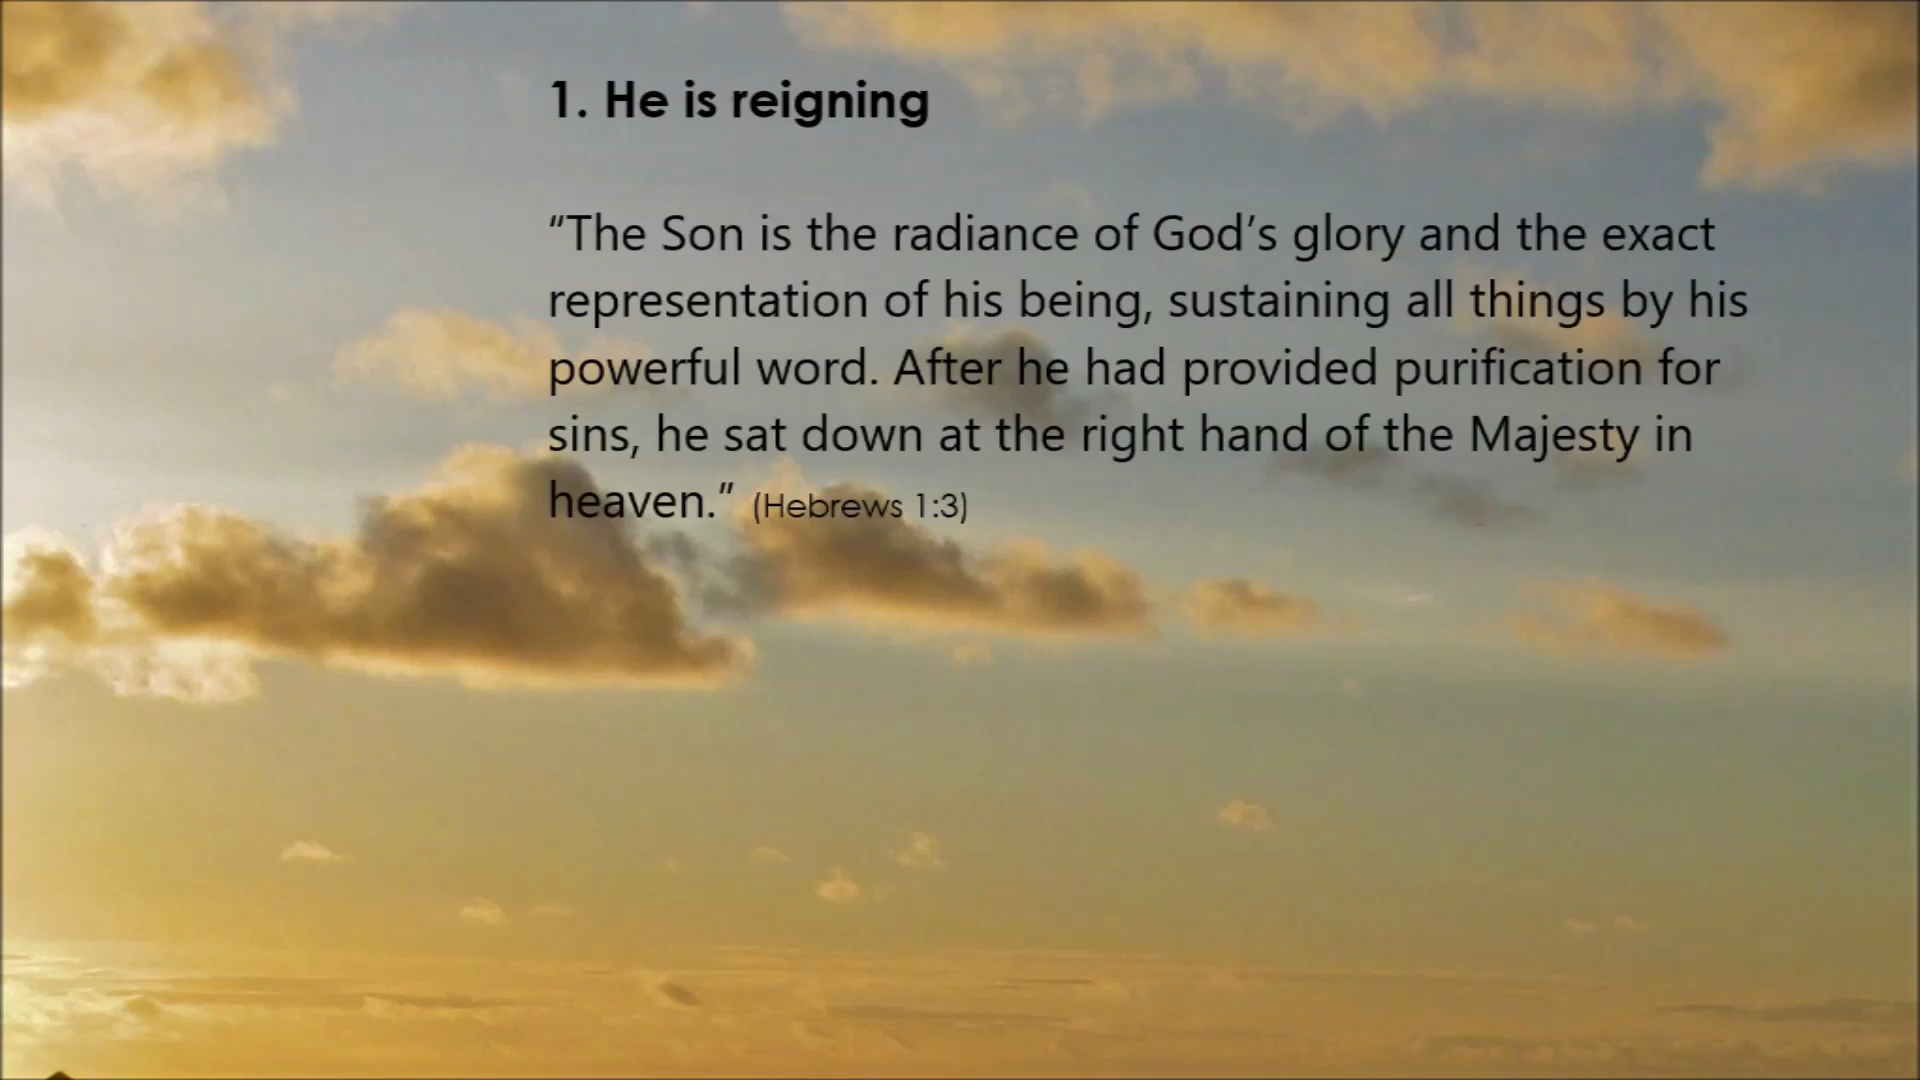 1. He is reigning
“The Son is the radiance of God’s glory and the exact
representation of his being, sustaining all things by his
powerful word. After he had provided purification for
sins, he sat down at the right hand of the Majesty in
heaven.” (Hebrews 1:3)